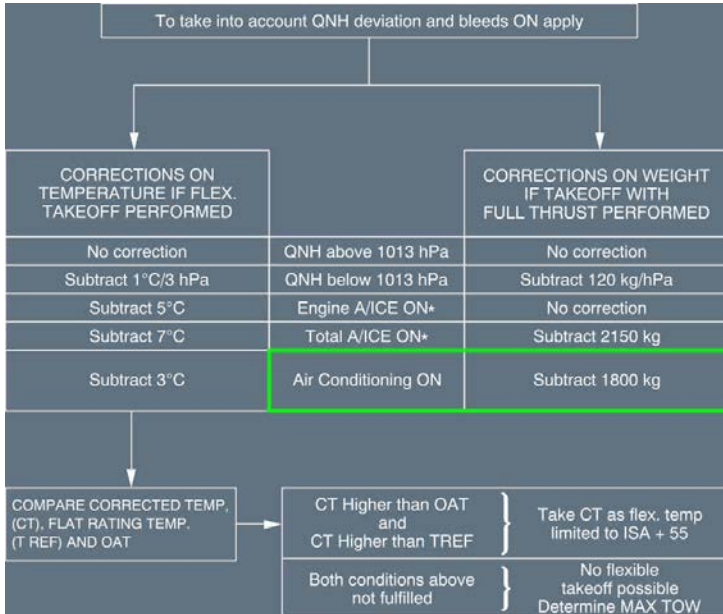 To take into account QNH deviation and bleeds ON apply
CORRECTIONS ON
TEMPERATURE IF FLEX.
TAKEOFF PERFORMED
CORRECTIONS ON WEIGHT
IF TAKEOFF WITH
FULL THRUST PERFORMED
No correction QNH above 1013 hPa No correction
Subtract 1°C/3 hPa QNH below 1013 hPa Subtract 120 kg/hPa
Subtract 5°C Engine A/ICE ON* No correction
Subtract 7°C Total A/ICE ON* Subtract 2150 kg
Subtract 3°C Air Conditioning ON Subtract 1800 kg
COMPARE CORRECTED TEMP,
(CT), FLAT RATING TEMP.
(T REF) AND OAT
CT Higher than OAT
and
CT Higher than TREF
Take CT as flex. temp
limited to ISA + 55
Both conditions above
not fulfilled
No flexible
takeoff possible
Determine MAX TOW